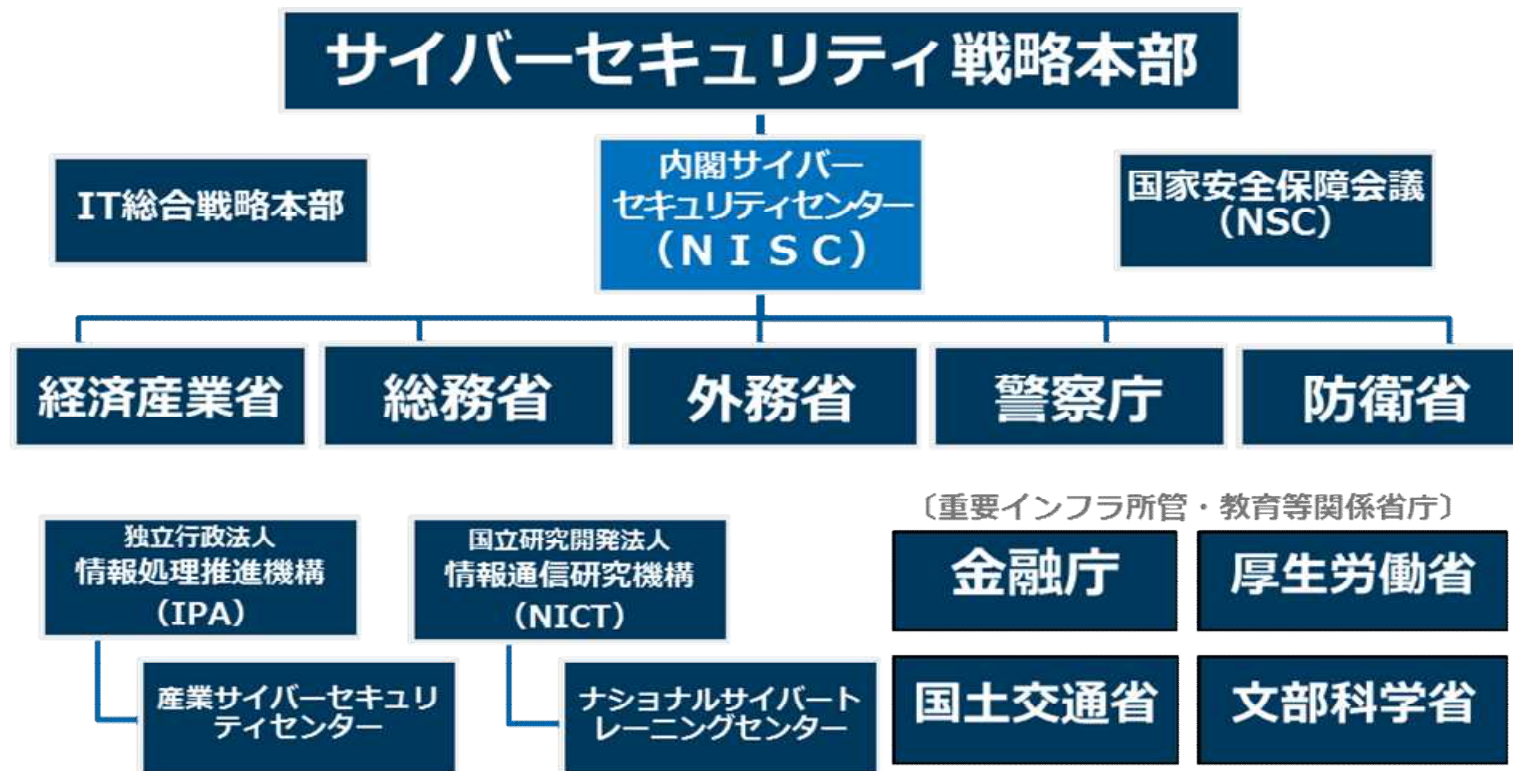 サイバーセキュリティ戦略本部
IT総合戦略本部
内閣サイバー
セキュリティセンター
（ＮＩＳＣ）
国家安全保障会議
（NSC）
経済産業省
総務省
外務省
警察庁
防衛省
独立行政法人
情報処理推進機構
（IPA）
国立研究開発法人
情報通信研究機構
（NICT）
産業サイバーセキュリ
ティセンター
ナショナルサイバート
レーニングセンター
〔重要インフラ所管・教育等関係省庁〕
金融庁
厚生労働省
国土交通省
文部科学省